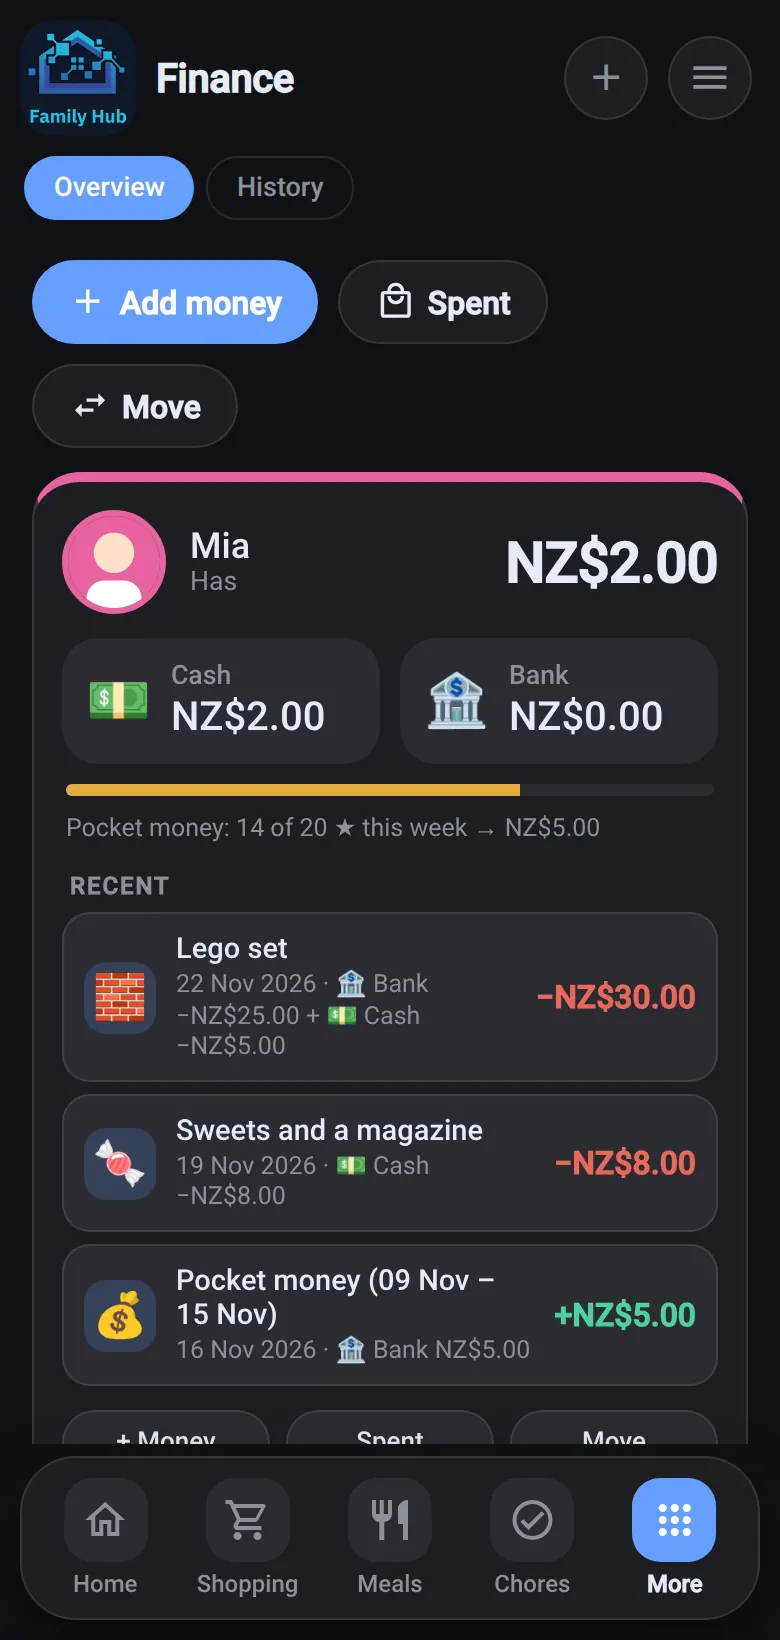 Family Hub
Finance
Overview
History
Add money
Spent
Move
Mia
Has
NZ$2.00
Cash
NZ$2.00
Bank
NZ$0.00
Pocket money: 14 of 20 ★ this week → NZ$5.00
RECENT
Lego set
22 Nov 2026 · 🏦 Bank
−NZ$25.00 + 💵 Cash
−NZ$5.00
−NZ$30.00
Sweets and a magazine
19 Nov 2026 · 💵 Cash
−NZ$8.00
−NZ$8.00
Pocket money (09 Nov –
15 Nov)
16 Nov 2026 · 🏦 Bank NZ$5.00
+NZ$5.00
+ Money
Spent
Move
Home
Shopping
Meals
Chores
More